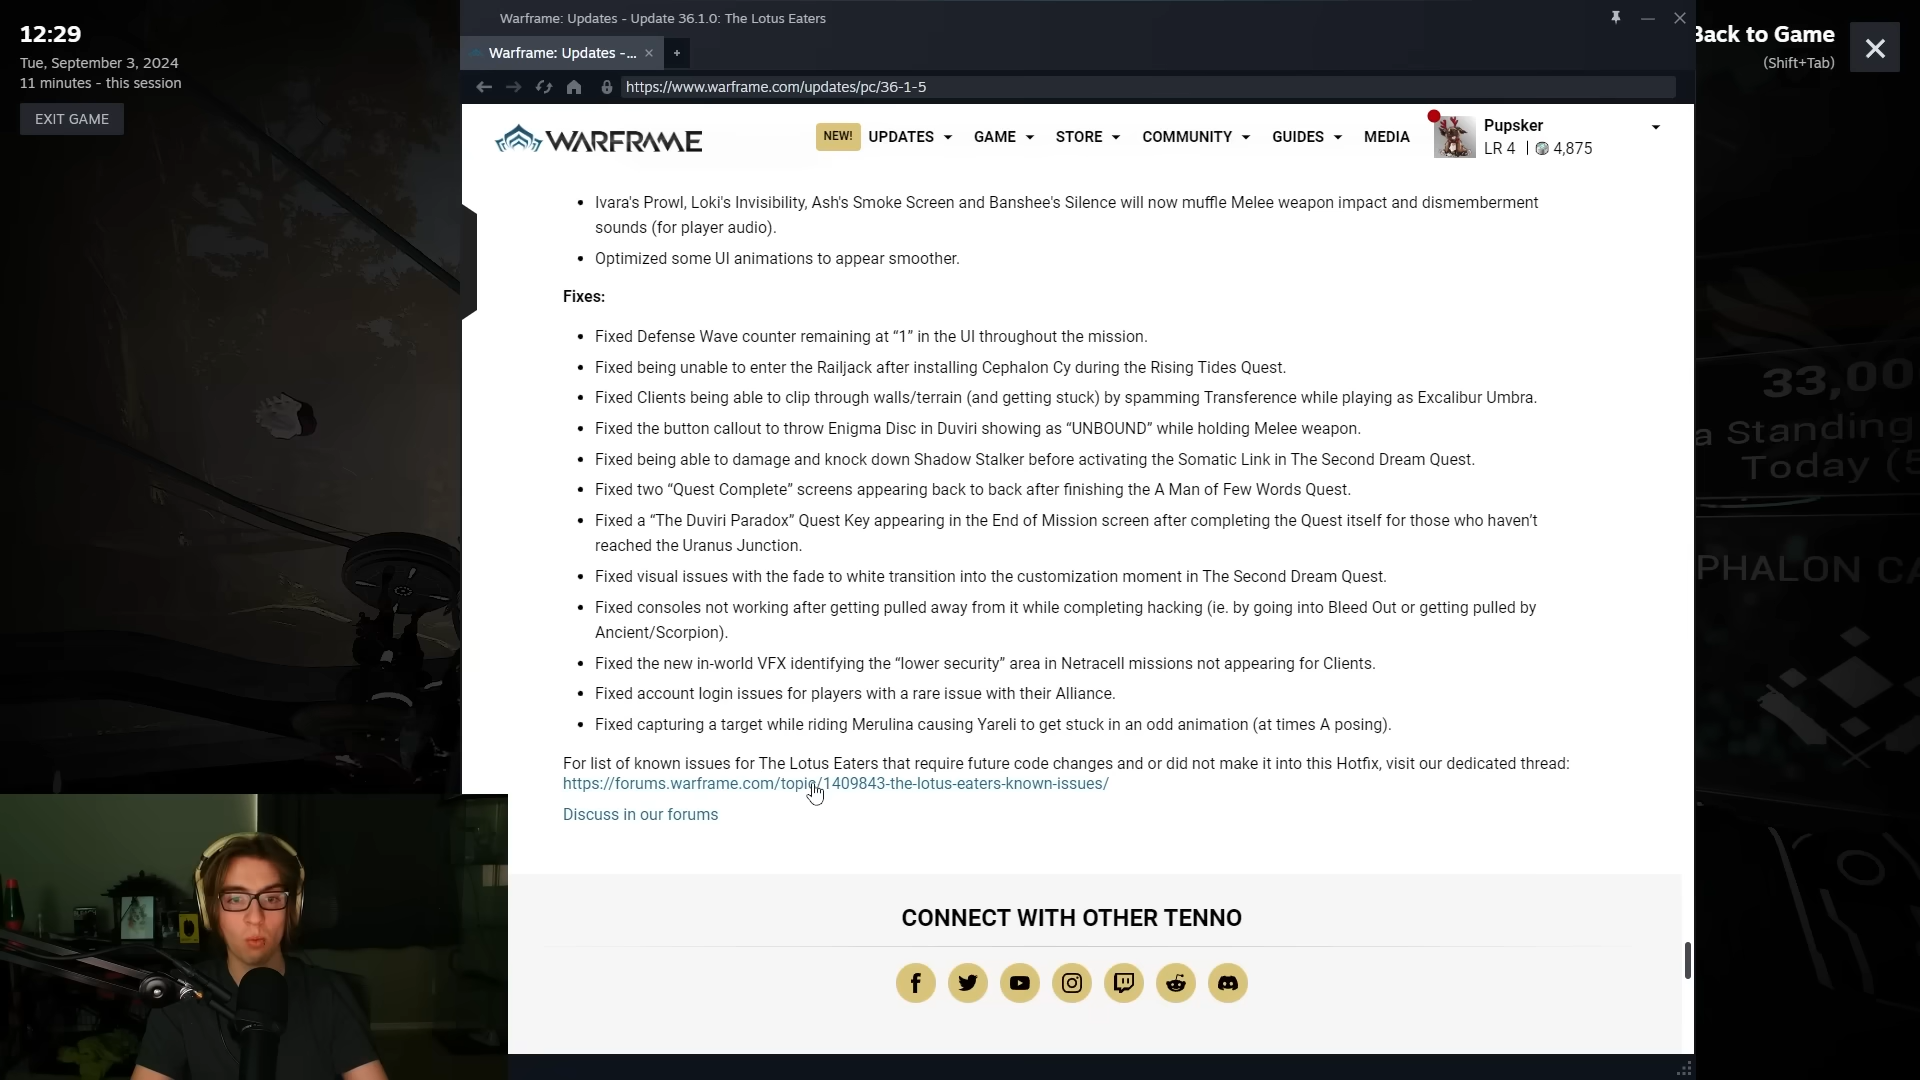 12:29
Tue, September 3, 2024
11 minutes - this session
EXIT GAME
Warframe: Updates - Update 36.1.0: The Lotus Eaters
Warframe: Updates -...
https://www.warframe.com/updates/pc/36-1-5
Back to Game
(Shift+Tab)
WARFRAME
NEW!
UPDATES
GAME
STORE
COMMUNITY
GUIDES
MEDIA
Pupsker
LR 4 | 4,875
Ivara's Prowl, Loki's Invisibility, Ash's Smoke Screen and Banshee's Silence will now muffle Melee weapon impact and dismemberment
sounds (for player audio).
Optimized some UI animations to appear smoother.
Fixes:
Fixed Defense Wave counter remaining at “1” in the UI throughout the mission.
Fixed being unable to enter the Railjack after installing Cephalon Cy during the Rising Tides Quest.
Fixed Clients being able to clip through walls/terrain (and getting stuck) by spamming Transference while playing as Excalibur Umbra.
Fixed the button callout to throw Enigma Disc in Duviri showing as “UNBOUND” while holding Melee weapon.
Fixed being able to damage and knock down Shadow Stalker before activating the Somatic Link in The Second Dream Quest.
Fixed two “Quest Complete” screens appearing back to back after finishing the A Man of Few Words Quest.
Fixed a “The Duviri Paradox” Quest Key appearing in the End of Mission screen after completing the Quest itself for those who haven’t
reached the Uranus Junction.
Fixed visual issues with the fade to white transition into the customization moment in The Second Dream Quest.
Fixed consoles not working after getting pulled away from it while completing hacking (ie. by going into Bleed Out or getting pulled by
Ancient/Scorpion).
Fixed the new in-world VFX identifying the “lower security” area in Netracell missions not appearing for Clients.
Fixed account login issues for players with a rare issue with their Alliance.
Fixed capturing a target while riding Merulina causing Yareli to get stuck in an odd animation (at times A posing).
For list of known issues for The Lotus Eaters that require future code changes and or did not make it into this Hotfix, visit our dedicated thread:
https://forums.warframe.com/topic/1409843-the-lotus-eaters-known-issues/
Discuss in our forums
CONNECT WITH OTHER TENNO
33,00
a Standing
Today (5
PHALON CA